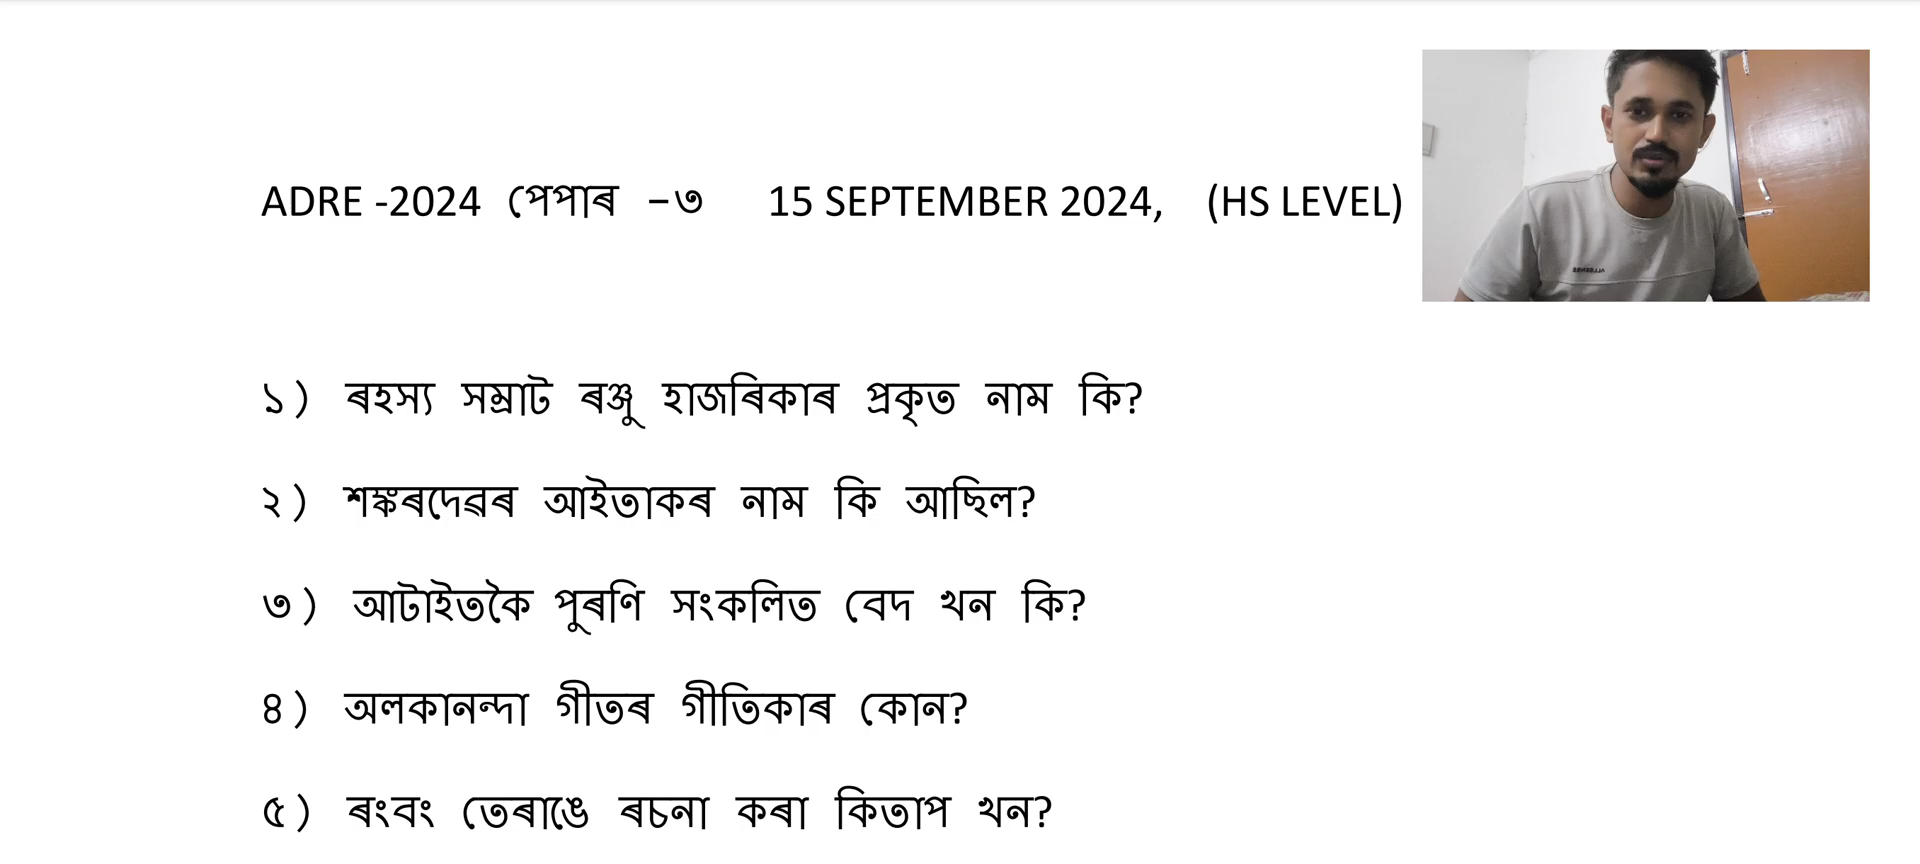 ADRE -2024 পেপাৰ –৩ 15 SEPTEMBER 2024, (HS LEVEL)
১) ৰহস্য সম্ৰাট ৰঞ্জু হাজৰিকাৰ প্ৰকৃত নাম কি?
২) শঙ্কৰদেৱৰ আইতাকৰ নাম কি আছিল?
৩) আটাইতকৈ পুৰণি সংকলিত বেদ খন কি?
৪) অলকানন্দা গীতৰ গীতিকাৰ কোন?
৫) ৰংবং তেৰাঙে ৰচনা কৰা কিতাপ খন?